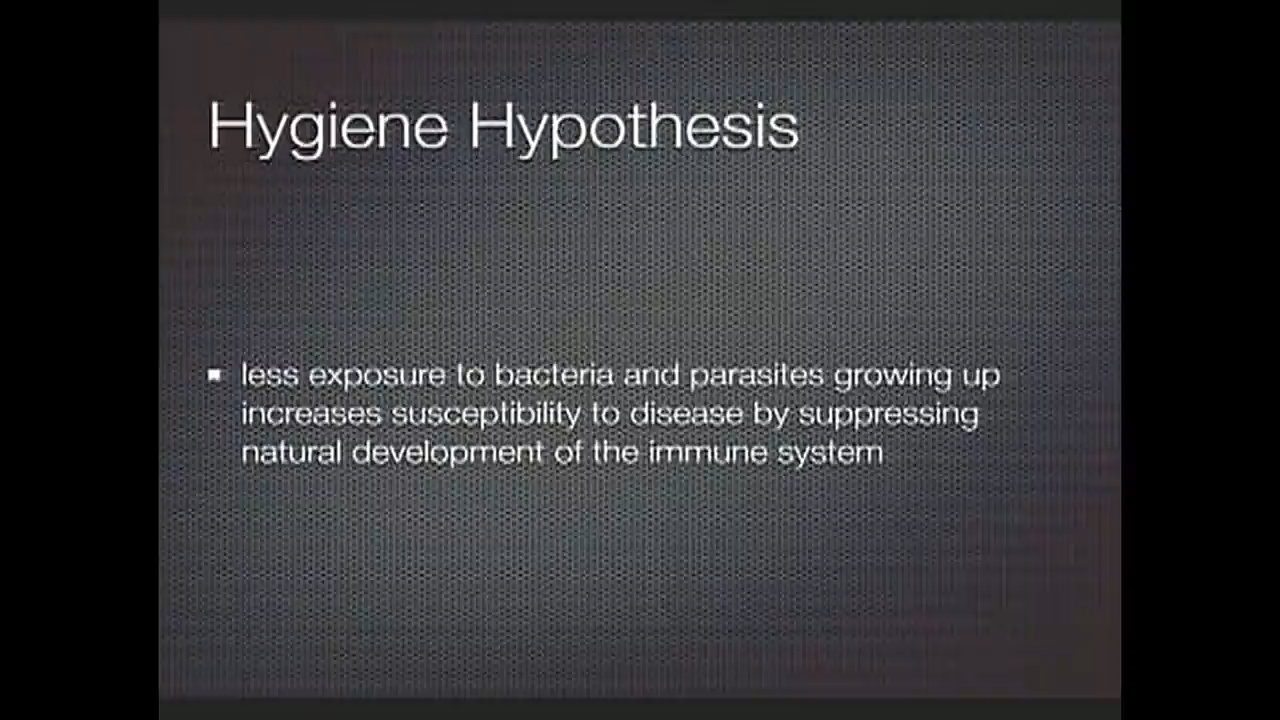 Hygiene Hypothesis
less exposure to bacteria and parasites growing up
increases susceptibility to disease by suppressing
natural development of the immune system